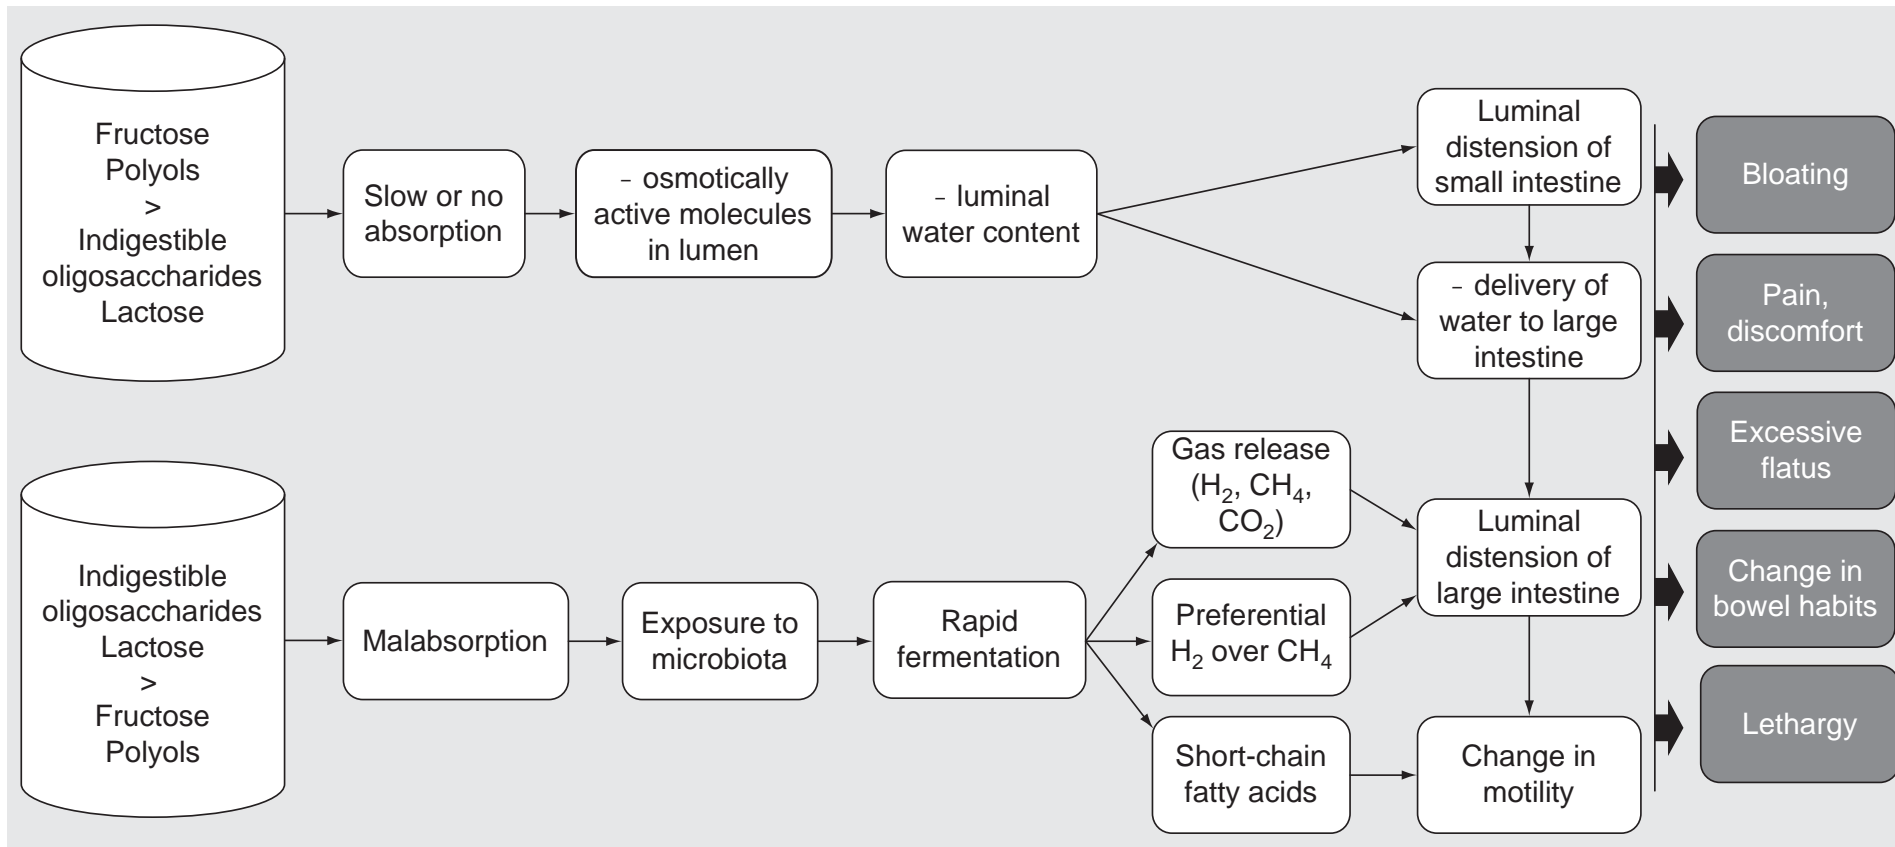 Fructose
Polyols
>
Indigestible
oligosaccharides
Lactose
Slow or no
absorption
– osmotically
active molecules
in lumen
– luminal
water content
Luminal
distension of
small intestine
– delivery of
water to large
intestine
Indigestible
oligosaccharides
Lactose
>
Fructose
Polyols
Malabsorption
Exposure to
microbiota
Rapid
fermentation
Gas release
(H₂, CH₄,
CO₂)
Preferential
H₂ over CH₄
Short-chain
fatty acids
Luminal
distension of
large intestine
Change in
motility
Bloating
Pain,
discomfort
Excessive
flatus
Change in
bowel habits
Lethargy